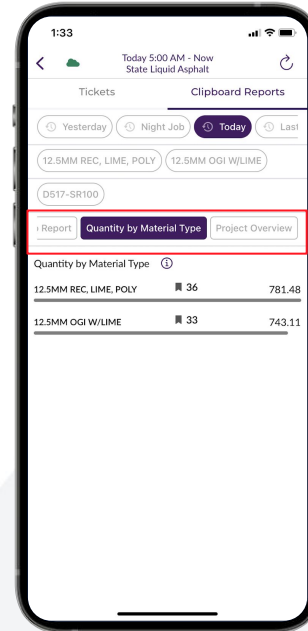 1:33
Today 5:00 AM - Now
State Liquid Asphalt
Tickets Clipboard Reports
Yesterday Night Job Today Last
12.5MM REC, LIME, POLY 12.5MM OGI W/LIME
D517-SR100
Report Quantity by Material Type Project Overview
Quantity by Material Type
12.5MM REC, LIME, POLY 36 781.48
12.5MM OGI W/LIME 33 743.11